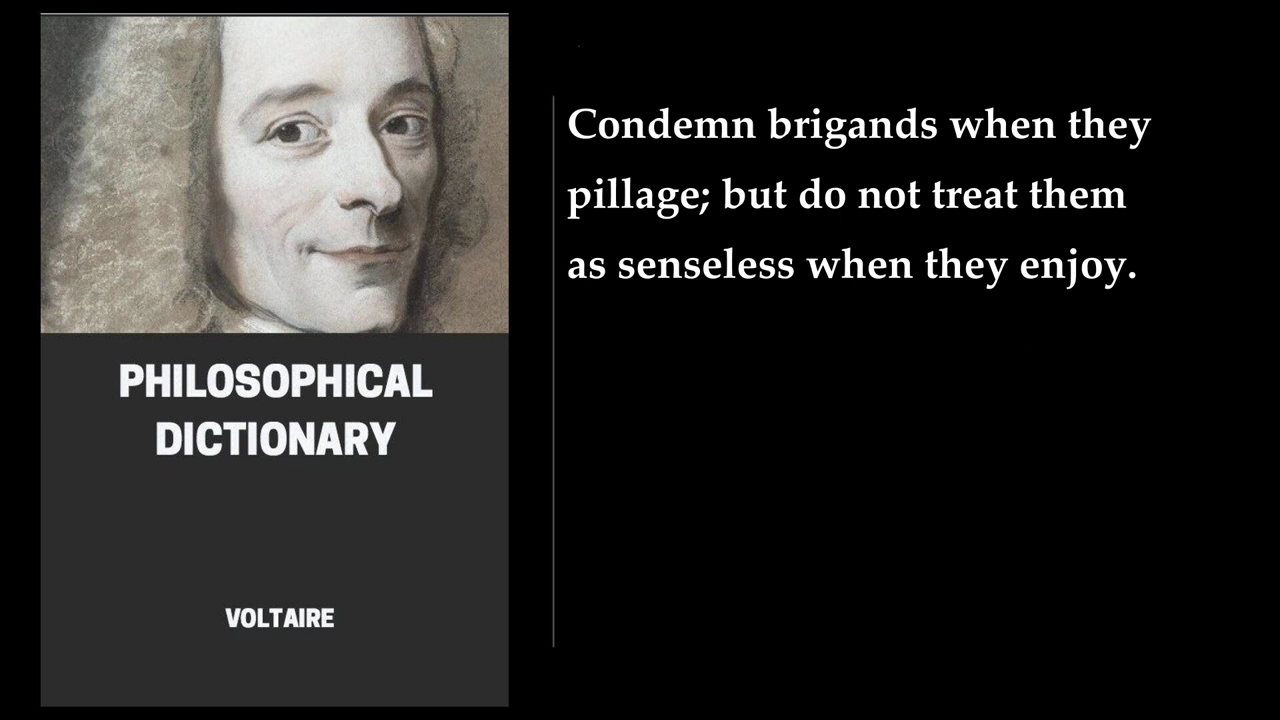 PHILOSOPHICAL
DICTIONARY
VOLTAIRE
Condemn brigands when they
pillage; but do not treat them
as senseless when they enjoy.